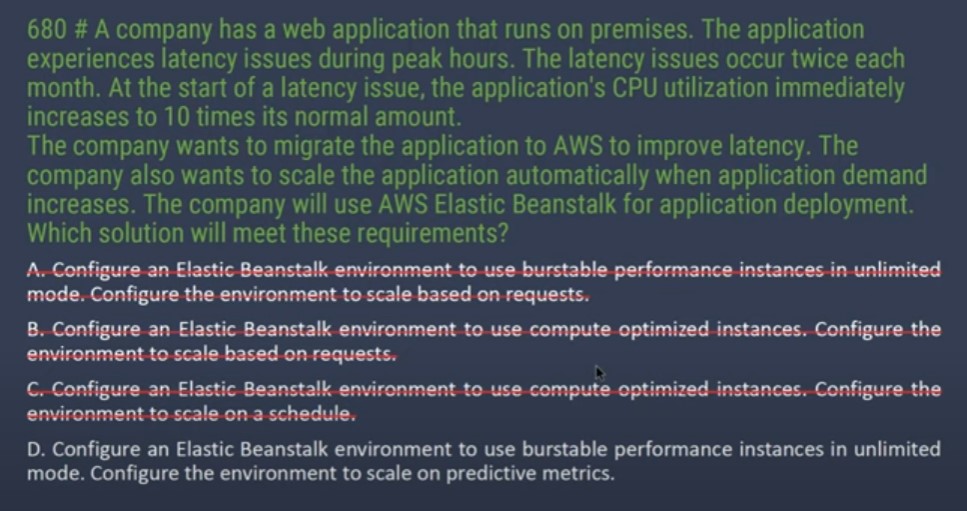 680 # A company has a web application that runs on premises. The application
experiences latency issues during peak hours. The latency issues occur twice each
month. At the start of a latency issue, the application's CPU utilization immediately
increases to 10 times its normal amount.
The company wants to migrate the application to AWS to improve latency. The
company also wants to scale the application automatically when application demand
increases. The company will use AWS Elastic Beanstalk for application deployment.
Which solution will meet these requirements?
A. Configure an Elastic Beanstalk environment to use burstable performance instances in unlimited
mode. Configure the environment to scale based on requests.
B. Configure an Elastic Beanstalk environment to use compute optimized instances. Configure the
environment to scale based on requests.
C. Configure an Elastic Beanstalk environment to use compute optimized instances. Configure the
environment to scale on a schedule.
D. Configure an Elastic Beanstalk environment to use burstable performance instances in unlimited
mode. Configure the environment to scale on predictive metrics.